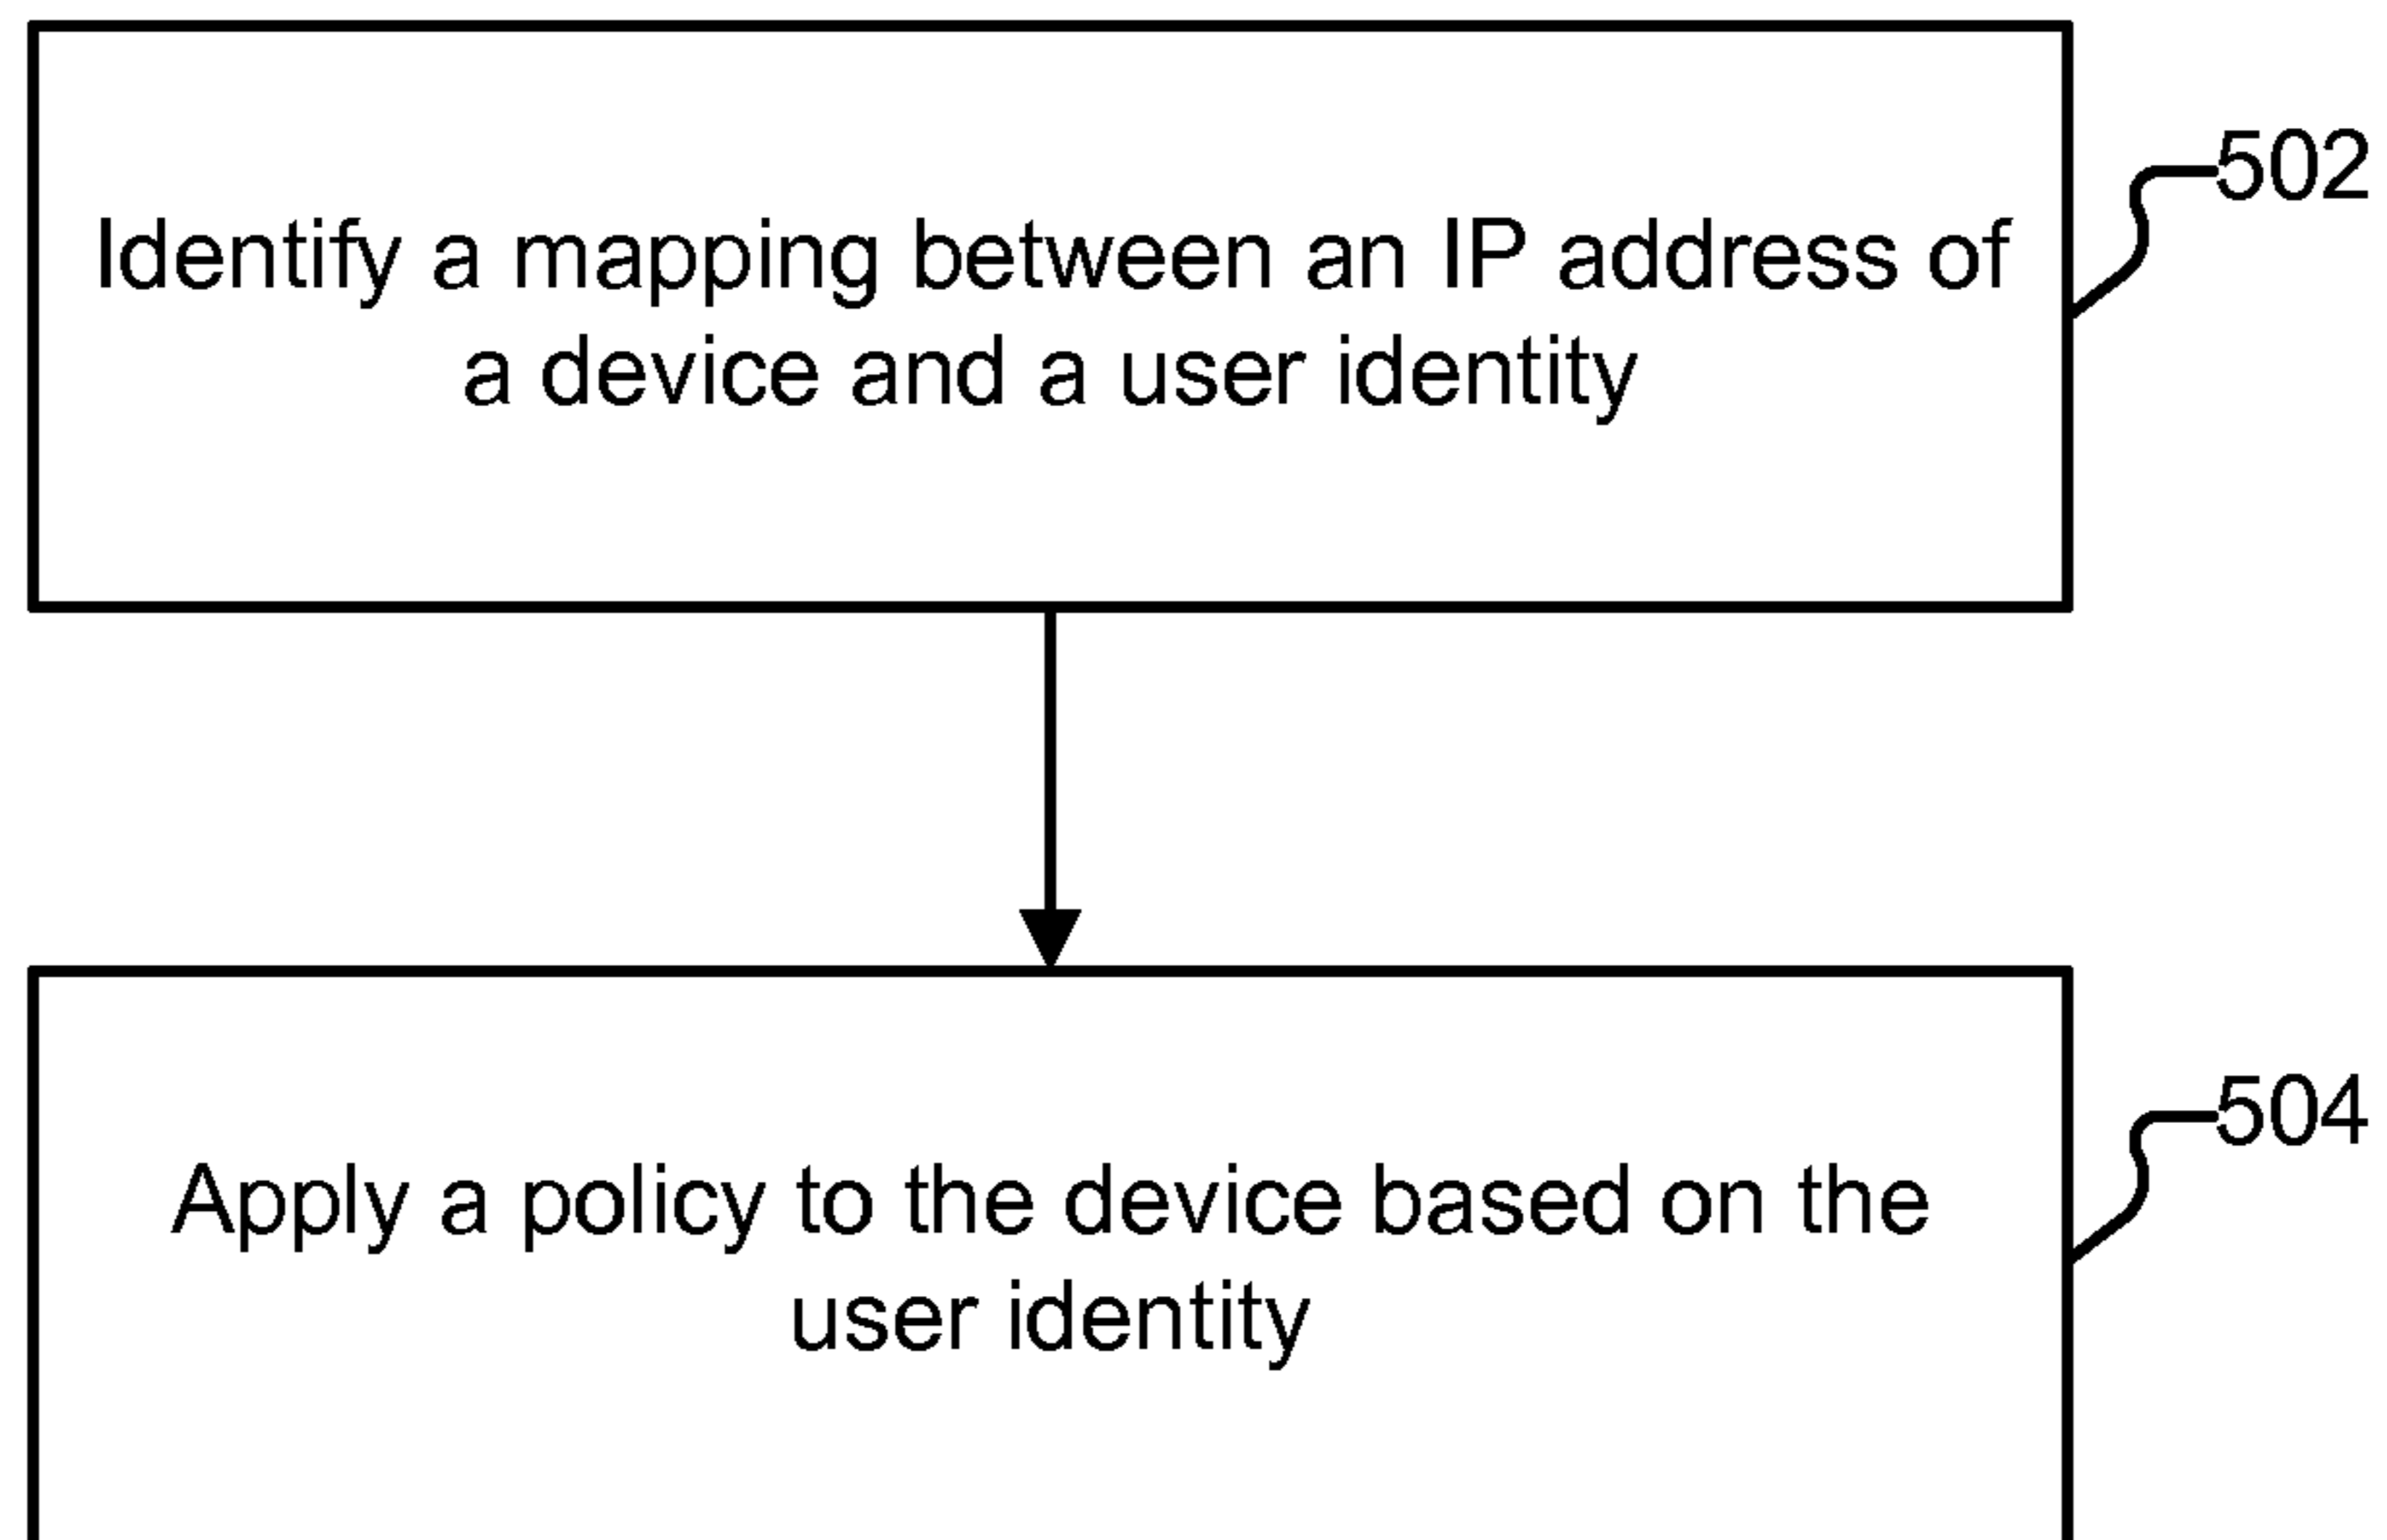 502
Identify a mapping between an IP address of
a device and a user identity
504
Apply a policy to the device based on the
user identity